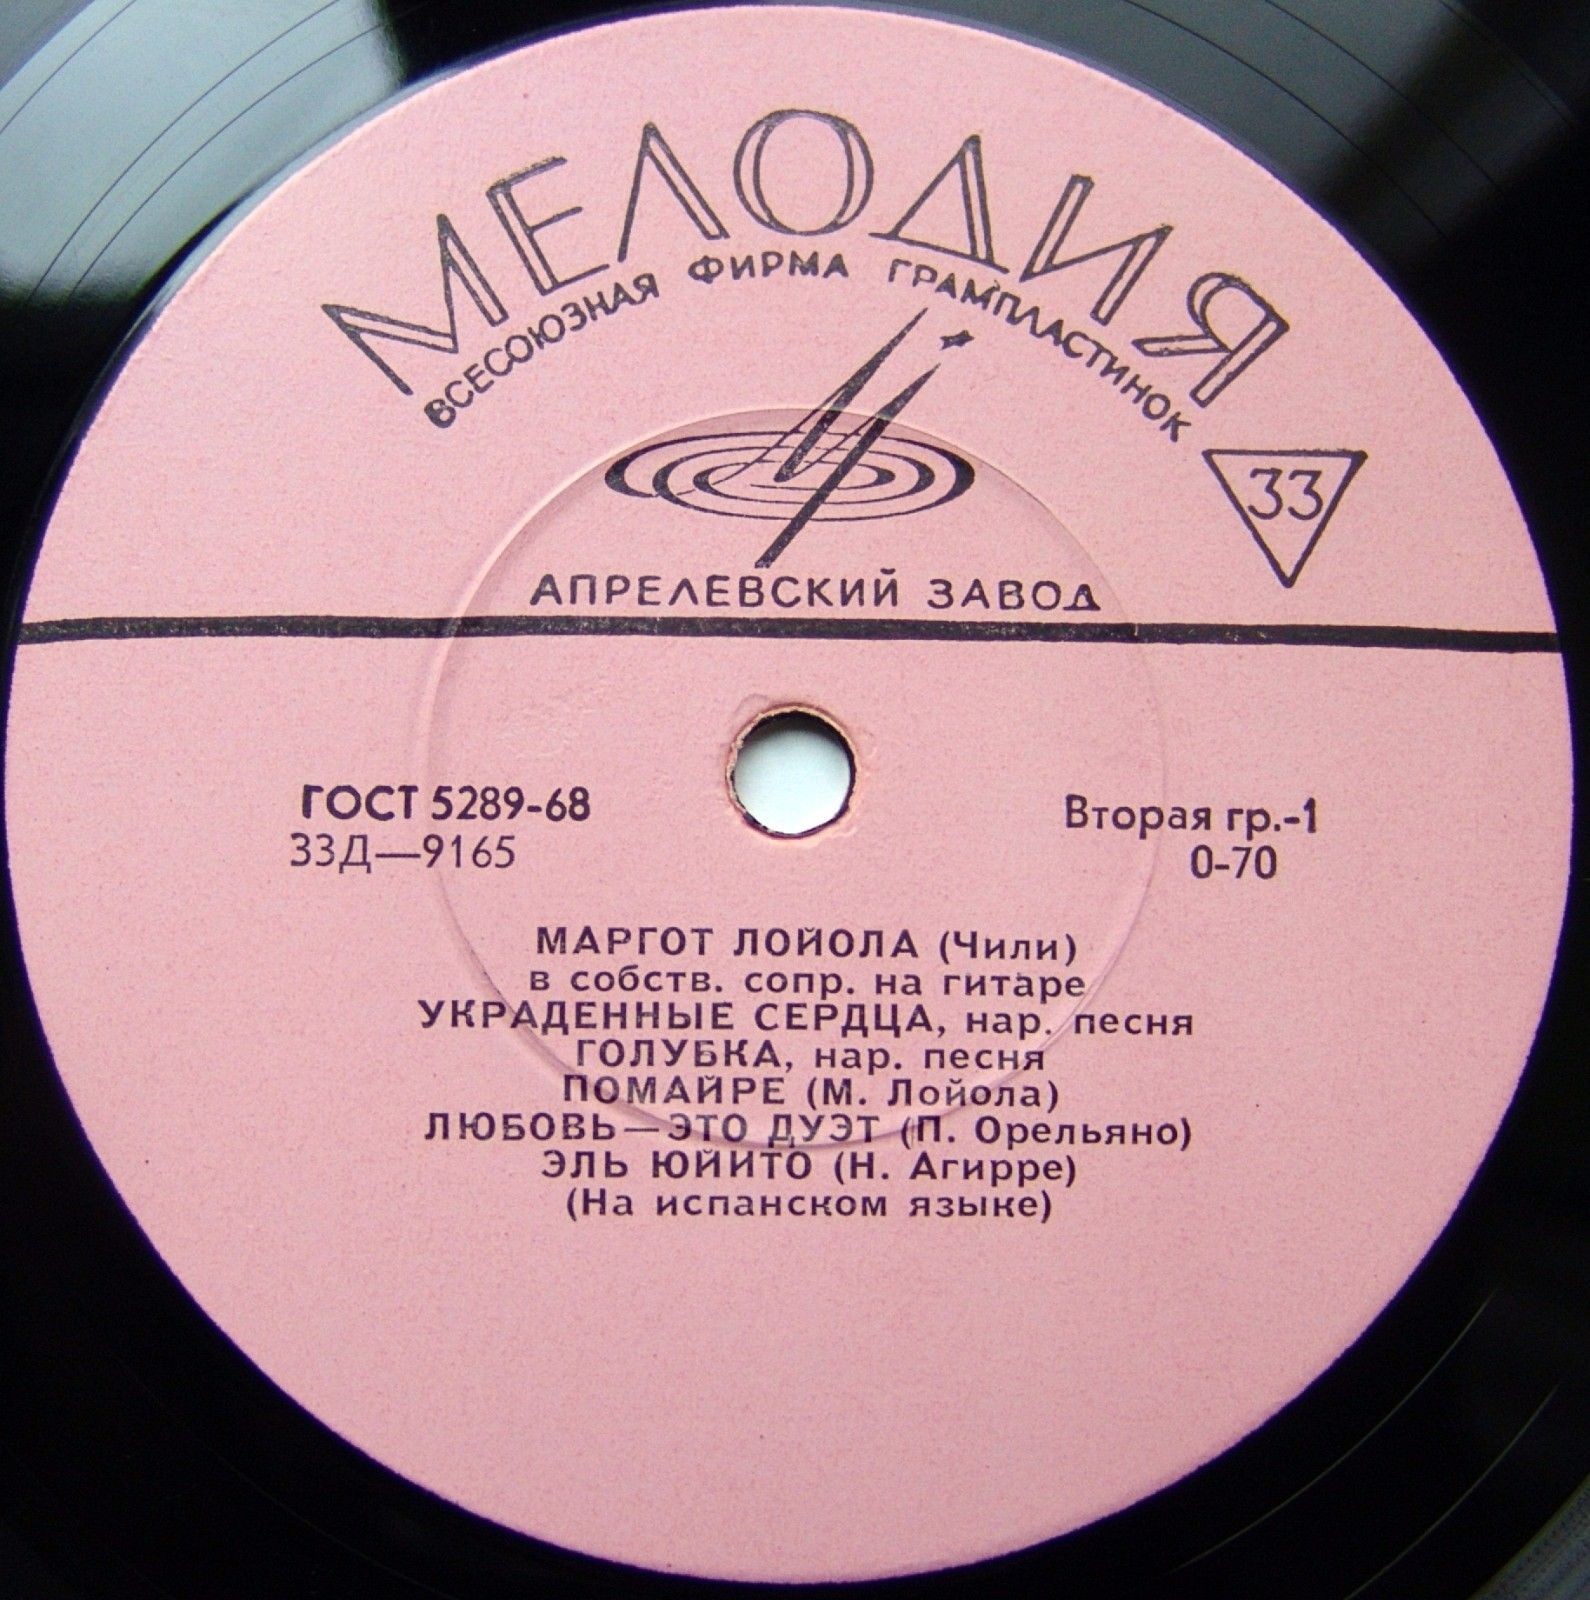 МЕЛОДИЯ
ВСЕСОЮЗНАЯ ФИРМА ГРАМПЛАСТИНОК
33
АПРЕЛЕВСКИЙ ЗАВОД
ГОСТ 5289-68
33Д—9165
Вторая гр.-1
0-70
МАРГОТ ЛОЙОЛА (Чили)
в собств. сопр. на гитаре
УКРАДЕННЫЕ СЕРДЦА, нар. песня
ГОЛУБКА, нар. песня
ПОМАЙРЕ (М. Лойола)
ЛЮБОВЬ—ЭТО ДУЭТ (П. Орельяно)
ЭЛЬ ЮЙИТО (Н. Агирре)
(На испанском языке)